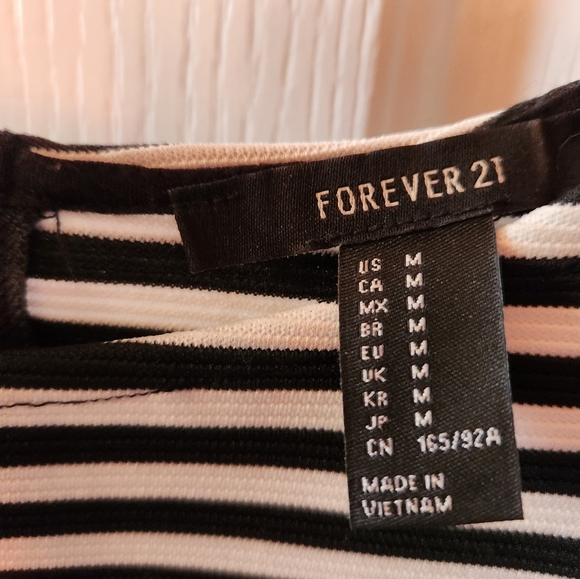 FOREVER 21
US M
CA M
MX M
BR M
EU M
UK M
KR M
JP M
CN 165/92A
MADE IN
VIETNAM